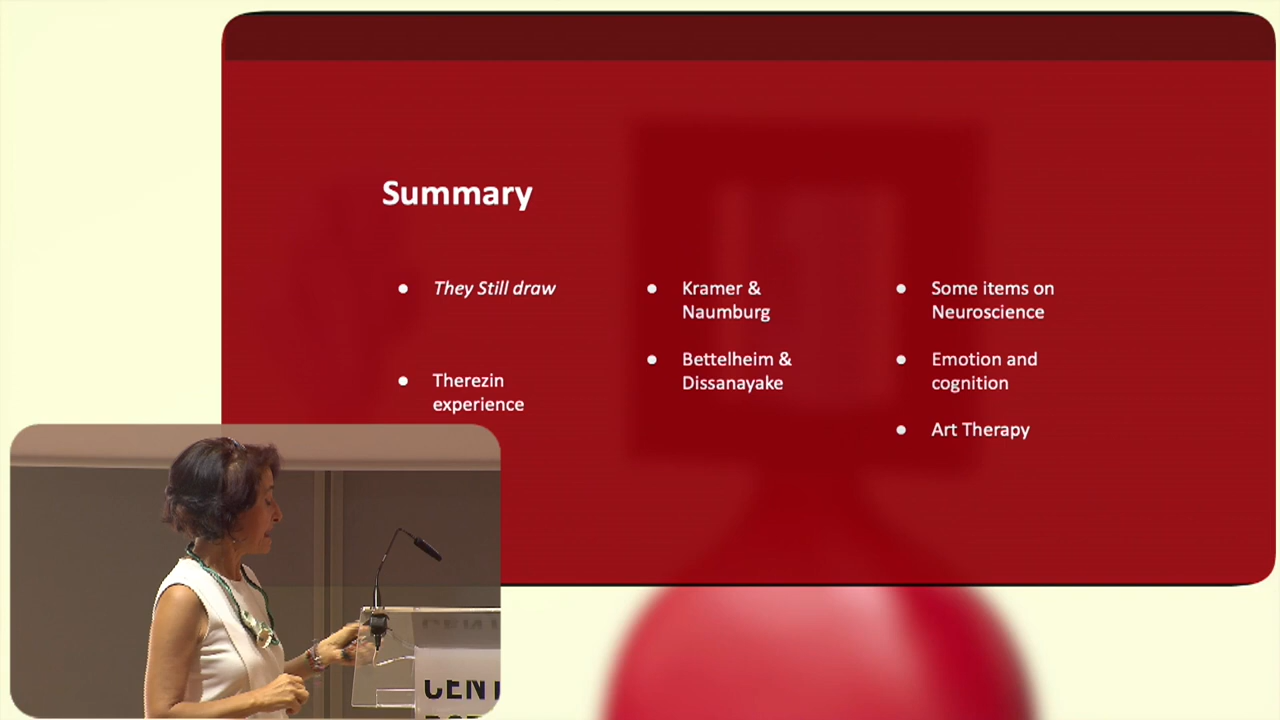 Summary
They Still draw
Therezin
experience
Kramer &
Naumburg
Bettelheim &
Dissanayake
Some items on
Neuroscience
Emotion and
cognition
Art Therapy
CENT